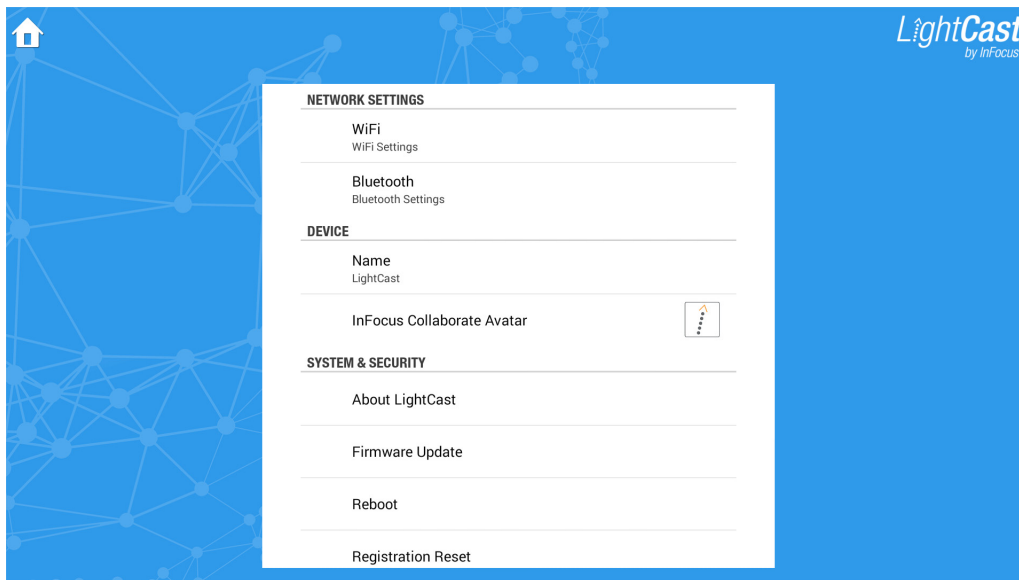 LightCast
by InFocus
NETWORK SETTINGS
WiFi
WiFi Settings
Bluetooth
Bluetooth Settings
DEVICE
Name
LightCast
InFocus Collaborate Avatar
SYSTEM & SECURITY
About LightCast
Firmware Update
Reboot
Registration Reset